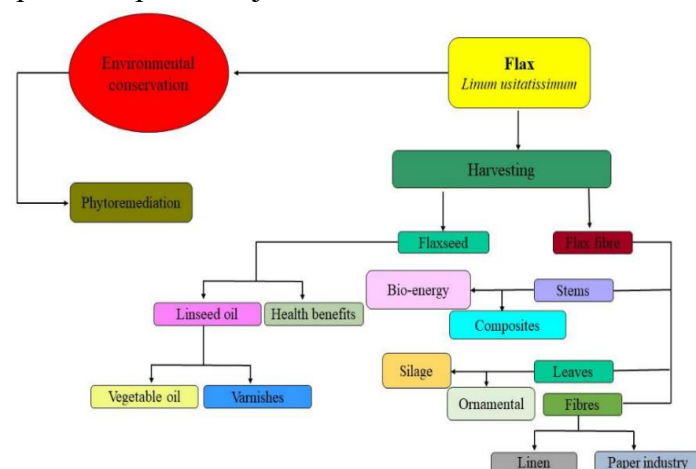 Environmental
conservation
Flax
Linum usitatissimum
Harvesting
Phytoremediation
Flaxseed
Flax fibre
Bio-energy
Stems
Linseed oil
Health benefits
Composites
Silage
Leaves
Vegetable oil
Varnishes
Ornamental
Fibres
Linen
Paper industry